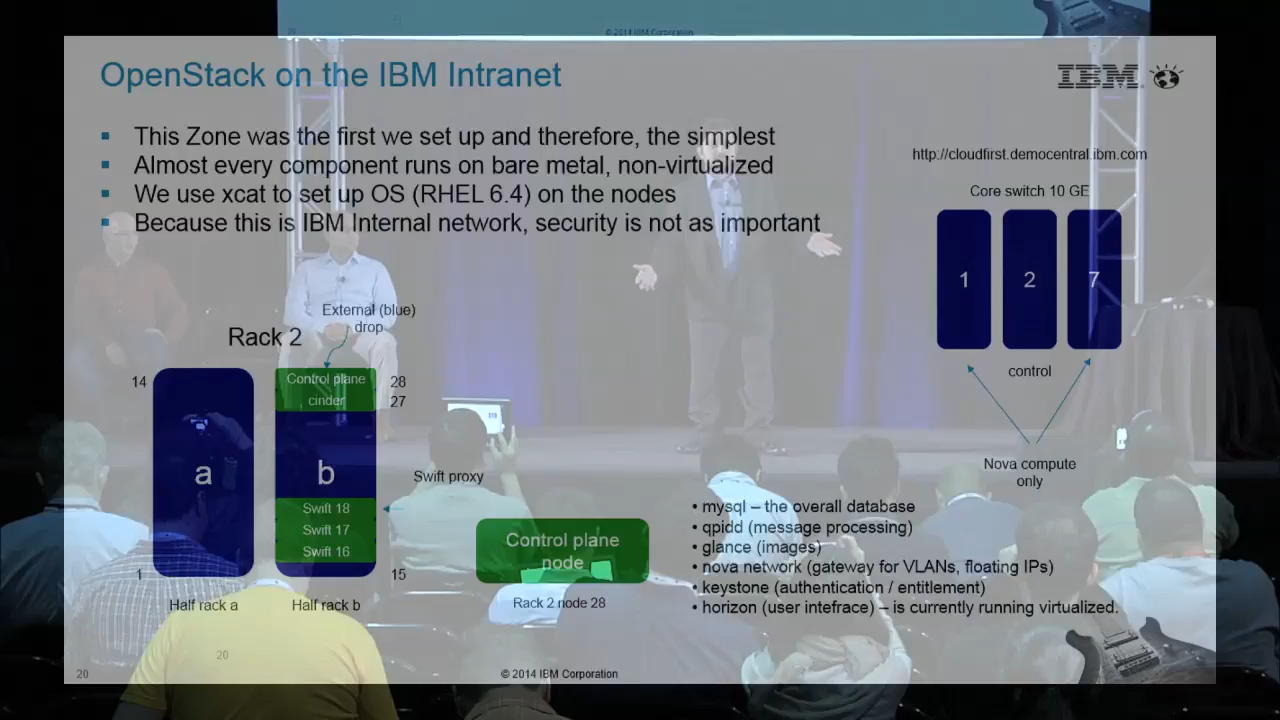 © 2014 IBM Corporation
OpenStack on the IBM Intranet
IBM
This Zone was the first we set up and therefore, the simplest
Almost every component runs on bare metal, non-virtualized
We use xcat to set up OS (RHEL 6.4) on the nodes
Because this is IBM Internal network, security is not as important
http://cloudfirst.democentral.ibm.com
Core switch 10 GE
1
2
7
control
Nova compute
only
External (blue)
drop
Rack 2
14
Control plane
28
cinder
27
a
b
Swift proxy
Swift 18
Swift 17
Swift 16
1
15
Half rack a
Half rack b
Control plane
node
Rack 2 node 28
• mysql – the overall database
• qpidd (message processing)
• glance (images)
• nova network (gateway for VLANs, floating IPs)
• keystone (authentication / entitlement)
• horizon (user intefrace) – is currently running virtualized.
20
20
© 2014 IBM Corporation